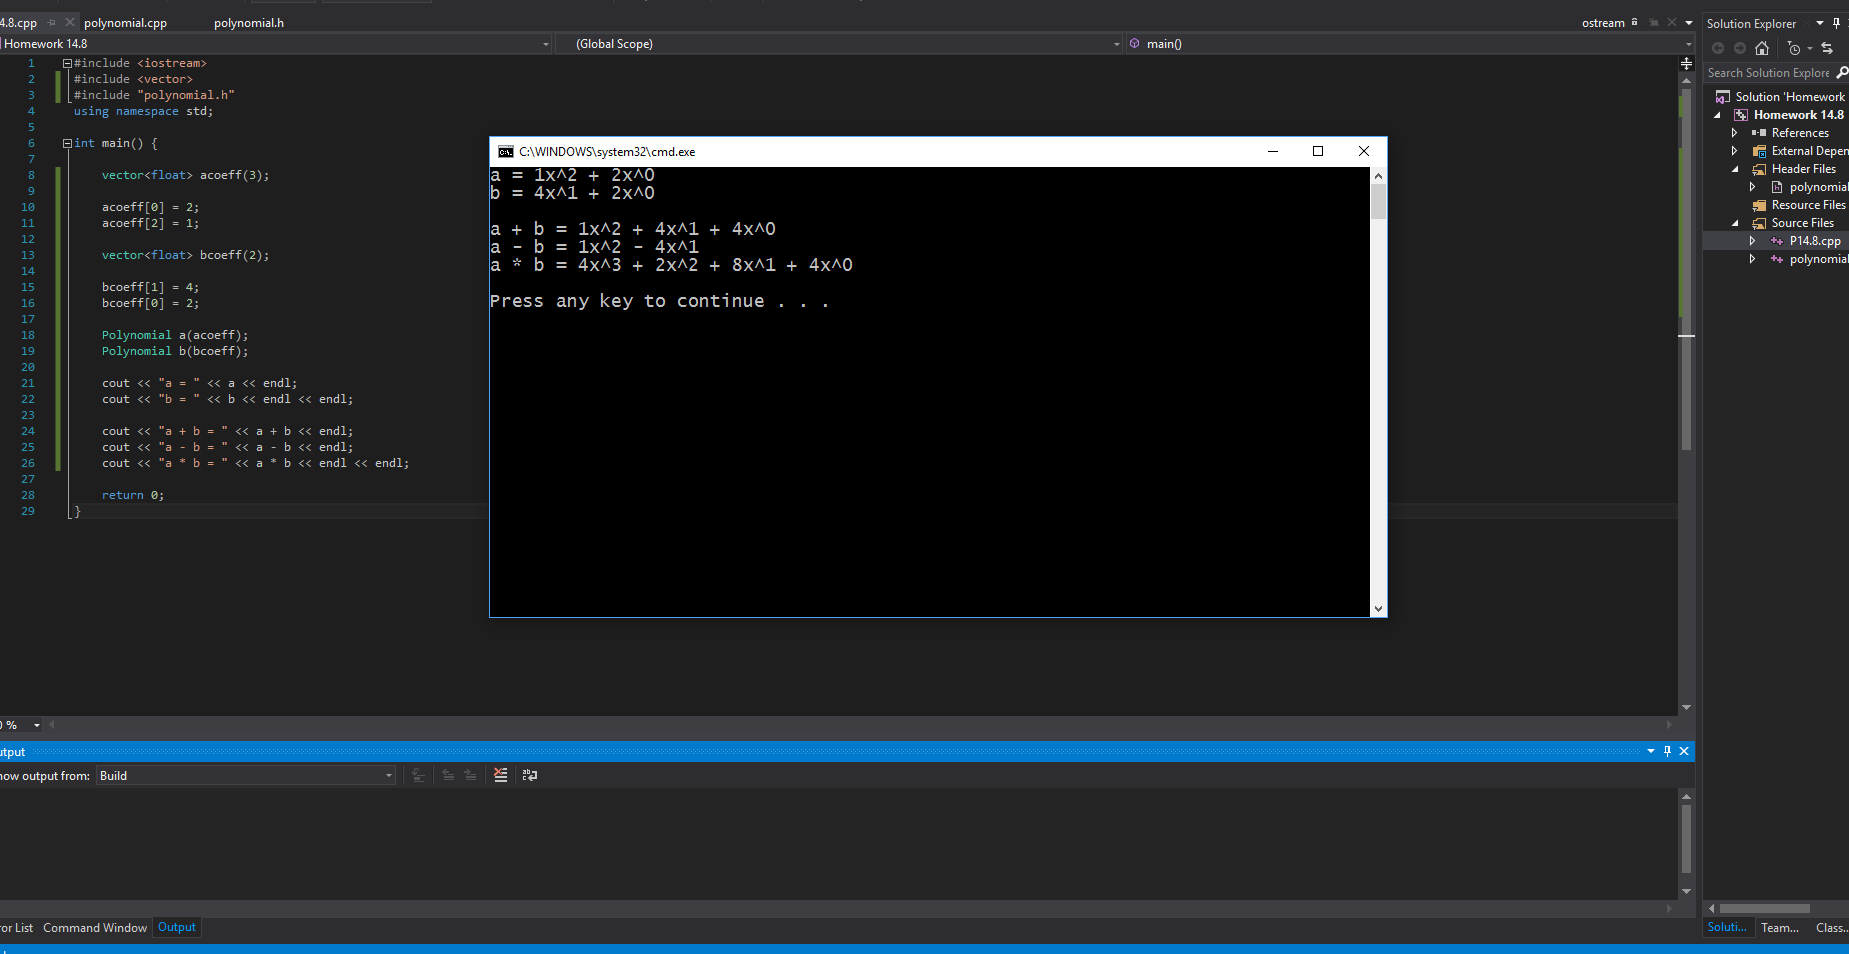 4.8.cpp polynomial.cpp polynomial.h ostream
Homework 14.8 (Global Scope) main()
1 #include <iostream>
2 #include <vector>
3 #include "polynomial.h"
4 using namespace std;
5
6 int main() {
7
8 vector<float> acoeff(3);
9
10 acoeff[0] = 2;
11 acoeff[2] = 1;
12
13 vector<float> bcoeff(2);
14
15 bcoeff[1] = 4;
16 bcoeff[0] = 2;
17
18 Polynomial a(acoeff);
19 Polynomial b(bcoeff);
20
21 cout << "a = " << a << endl;
22 cout << "b = " << b << endl << endl;
23
24 cout << "a + b = " << a + b << endl;
25 cout << "a - b = " << a - b << endl;
26 cout << "a * b = " << a * b << endl << endl;
27
28 return 0;
29 }
C:\WINDOWS\system32\cmd.exe
a = 1x^2 + 2x^0
b = 4x^1 + 2x^0
a + b = 1x^2 + 4x^1 + 4x^0
a - b = 1x^2 - 4x^1
a * b = 4x^3 + 2x^2 + 8x^1 + 4x^0
Press any key to continue . . .
Solution Explorer
Search Solution Explore
Solution 'Homework
Homework 14.8
References
External Depen
Header Files
polynomial
Resource Files
Source Files
P14.8.cpp
polynomial
0 %
utput
how output from: Build
or List Command Window Output
Soluti... Team... Class...